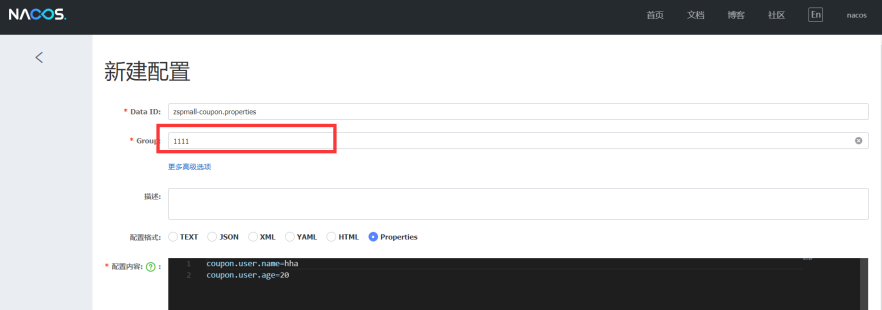 NACOS.
首页 文档 博客 社区 En nacos
新建配置
* Data ID: zspmall-coupon.properties
* Group: 1111
更多高级选项
描述:
配置格式: TEXT JSON XML YAML HTML Properties
* 配置内容: ? :
1 coupon.user.name=hha
2 coupon.user.age=20